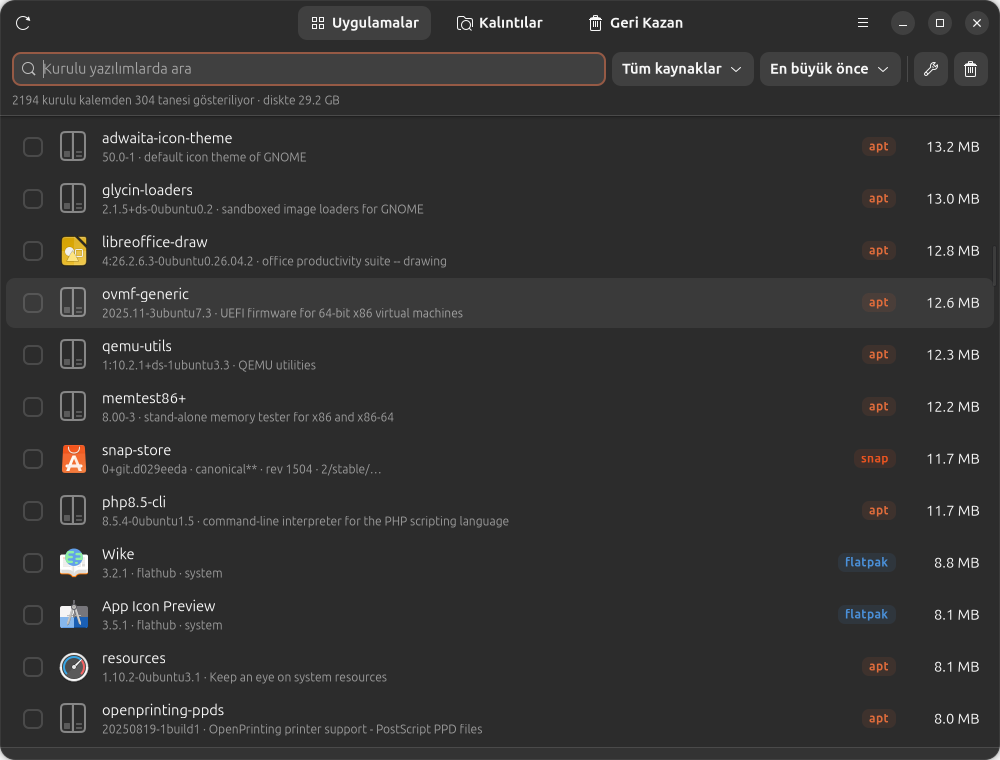 Uygulamalar
Kalıntılar
Geri Kazan
Kurulu yazılımlarda ara
Tüm kaynaklar
En büyük önce
2194 kurulu kalemden 304 tanesi gösteriliyor · diskte 29.2 GB
adwaita-icon-theme
50.0-1 · default icon theme of GNOME
apt
13.2 MB
glycin-loaders
2.1.5+ds-0ubuntu0.2 · sandboxed image loaders for GNOME
apt
13.0 MB
libreoffice-draw
4:26.2.6.3-0ubuntu0.26.04.2 · office productivity suite -- drawing
apt
12.8 MB
ovmf-generic
2025.11-3ubuntu7.3 · UEFI firmware for 64-bit x86 virtual machines
apt
12.6 MB
qemu-utils
1:10.2.1+ds-1ubuntu3.3 · QEMU utilities
apt
12.3 MB
memtest86+
8.00-3 · stand-alone memory tester for x86 and x86-64
apt
12.2 MB
snap-store
0+git.d029eeda · canonical** · rev 1504 · 2/stable/…
snap
11.7 MB
php8.5-cli
8.5.4-0ubuntu1.5 · command-line interpreter for the PHP scripting language
apt
11.7 MB
Wike
3.2.1 · flathub · system
flatpak
8.8 MB
App Icon Preview
3.5.1 · flathub · system
flatpak
8.1 MB
resources
1.10.2-0ubuntu3.1 · Keep an eye on system resources
apt
8.1 MB
openprinting-ppds
20250819-1build1 · OpenPrinting printer support - PostScript PPD files
apt
8.0 MB